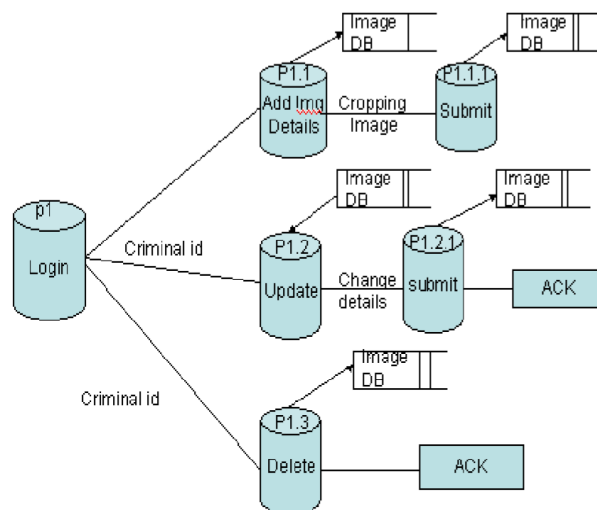 Image
DB
Image
DB
P1.1
Add Img
Details
Cropping
Image
P1.1.1
Submit
Image
DB
Image
DB
p1
Login
Criminal id
P1.2
Update
Change
details
P1.2.1
submit
ACK
Image
DB
Criminal id
P1.3
Delete
ACK